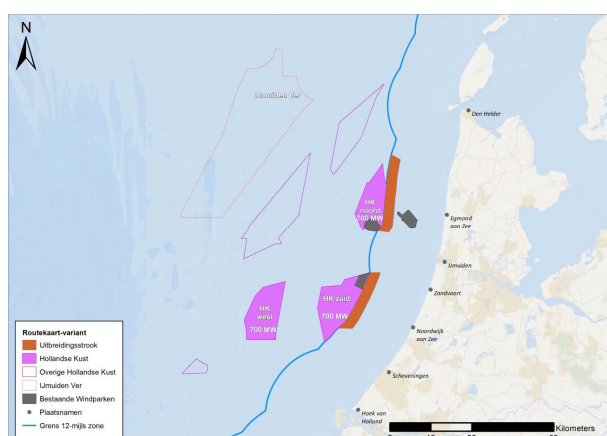 N
IJmuiden Ver
Den Helder
HK
noord
700 MW
Egmond
aan Zee
IJmuiden
Zandvoort
HK
west
700 MW
HK zuid
700 MW
Noordwijk
aan Zee
Scheveningen
Hoek van
Holland
Routekaart-variant
Uitbreidingsstrook
Hollandse Kust
Overige Hollandse Kust
IJmuiden Ver
Bestaande Windparken
Plaatsnamen
Grens 12-mijls zone
Kilometers